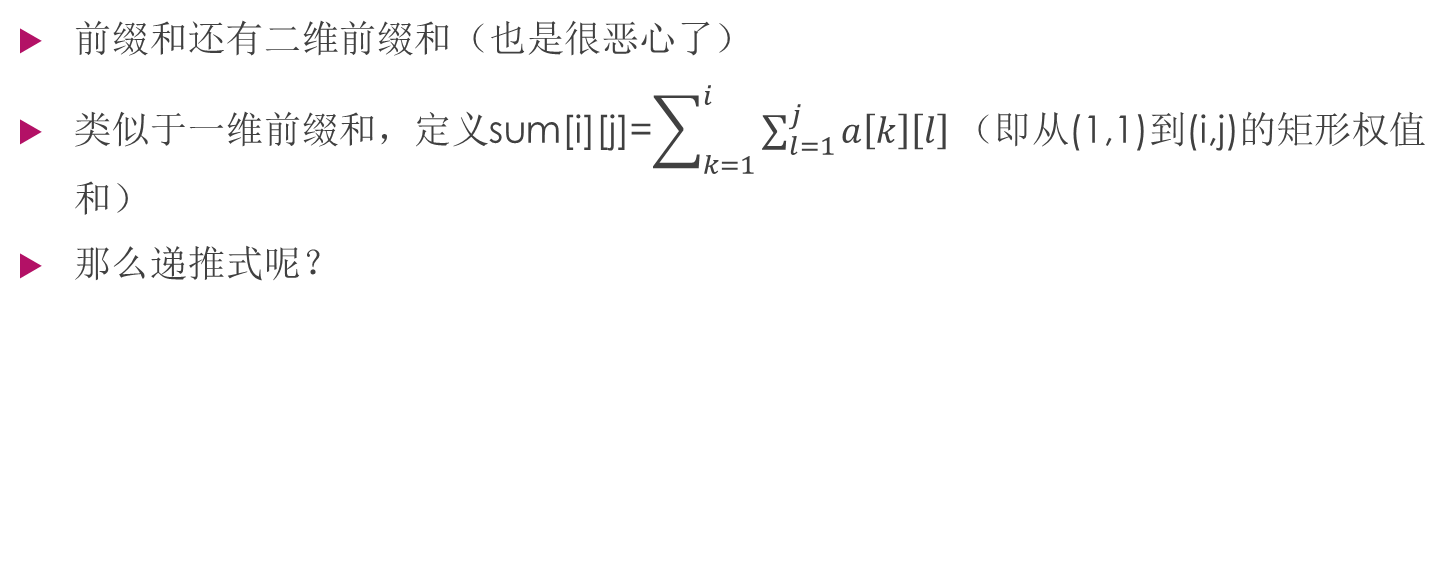 前缀和还有二维前缀和（也是很恶心了）
类似于一维前缀和，定义sum[i][j]=∑_{k=1}^{i} ∑_{l=1}^{j} a[k][l]（即从(1,1)到(i,j)的矩形权值
和）
那么递推式呢？